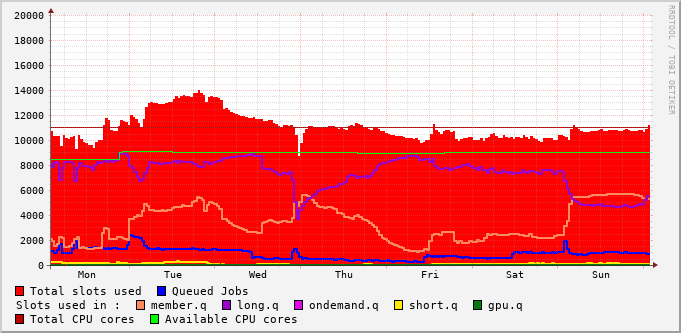 20000
18000
16000
14000
12000
10000
8000
6000
4000
2000
0
Mon Tue Wed Thu Fri Sat Sun
RRDTOOL / TOBI OETIKER
Total slots used Queued Jobs
Slots used in : member.q long.q ondemand.q short.q gpu.q
Total CPU cores Available CPU cores